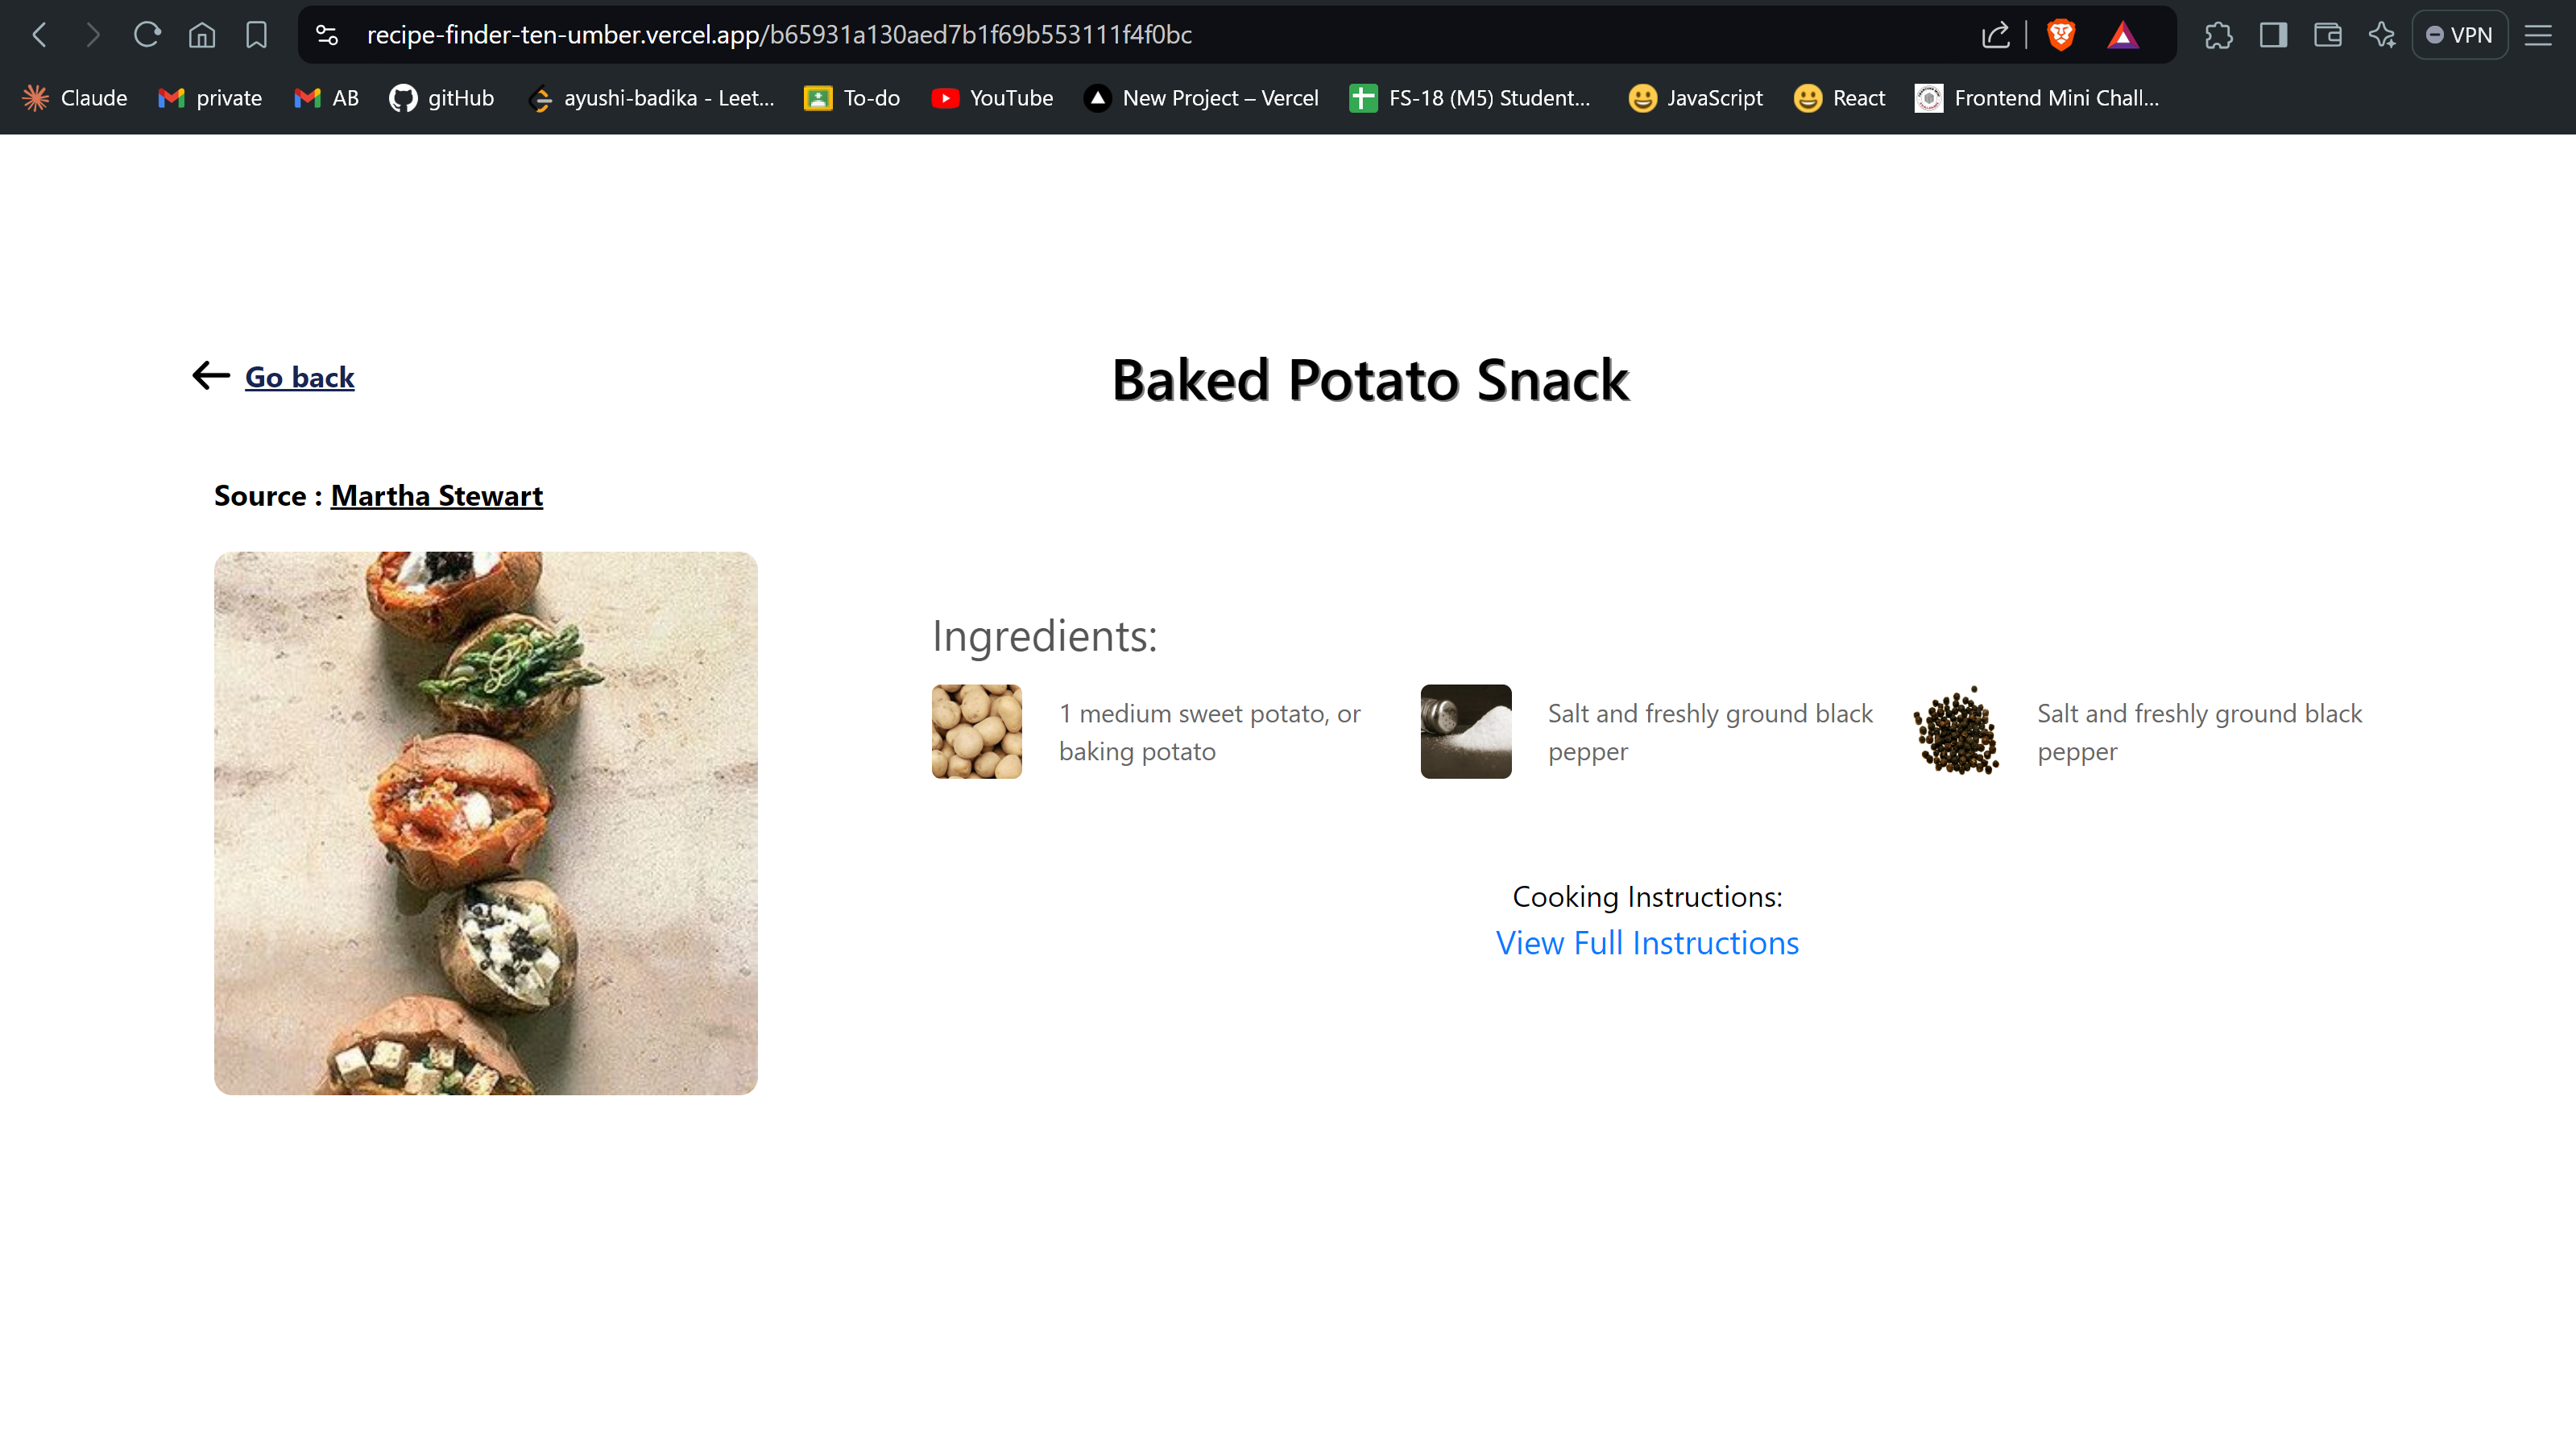 recipe-finder-ten-umber.vercel.app/b65931a130aed7b1f69b553111f4f0bc
VPN
Claude
private
AB
gitHub
ayushi-badika - Leet...
To-do
YouTube
New Project – Vercel
FS-18 (M5) Student...
JavaScript
React
Frontend Mini Chall...
Go back
Baked Potato Snack
Source : Martha Stewart
Ingredients:
1 medium sweet potato, or
baking potato
Salt and freshly ground black
pepper
Salt and freshly ground black
pepper
Cooking Instructions:
View Full Instructions